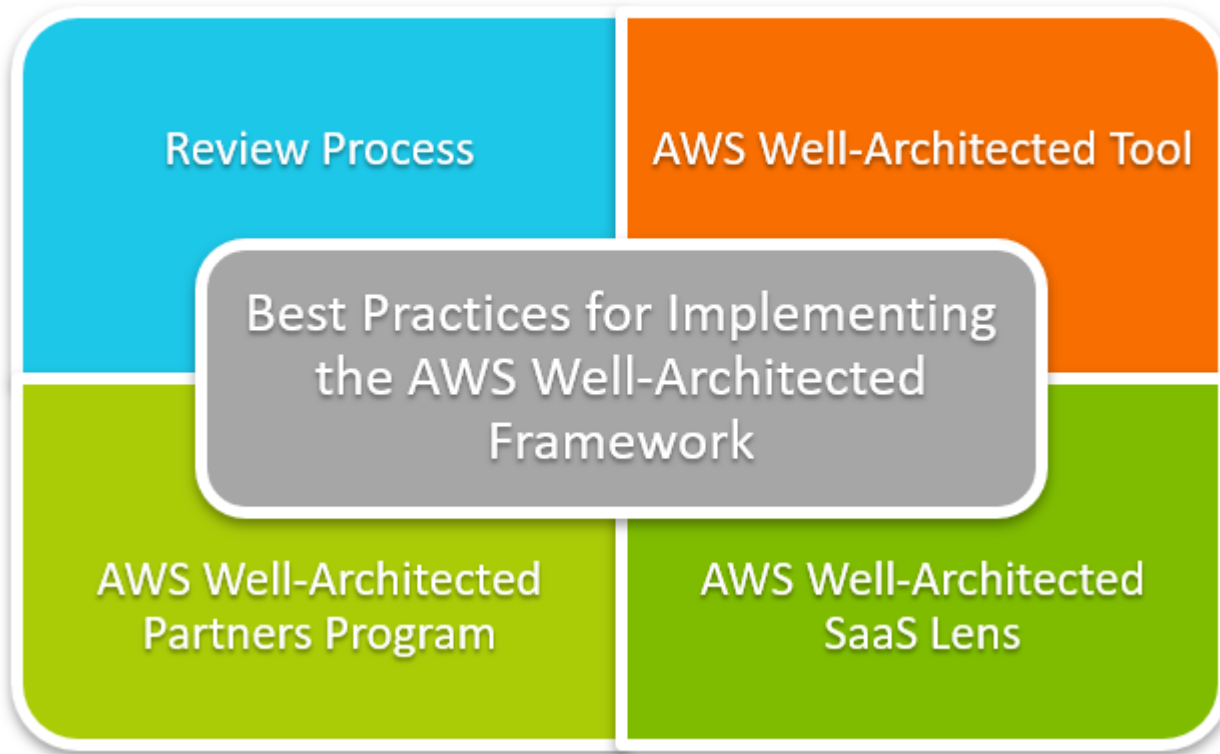 Review Process
AWS Well-Architected Tool
Best Practices for Implementing
the AWS Well-Architected
Framework
AWS Well-Architected
Partners Program
AWS Well-Architected
SaaS Lens